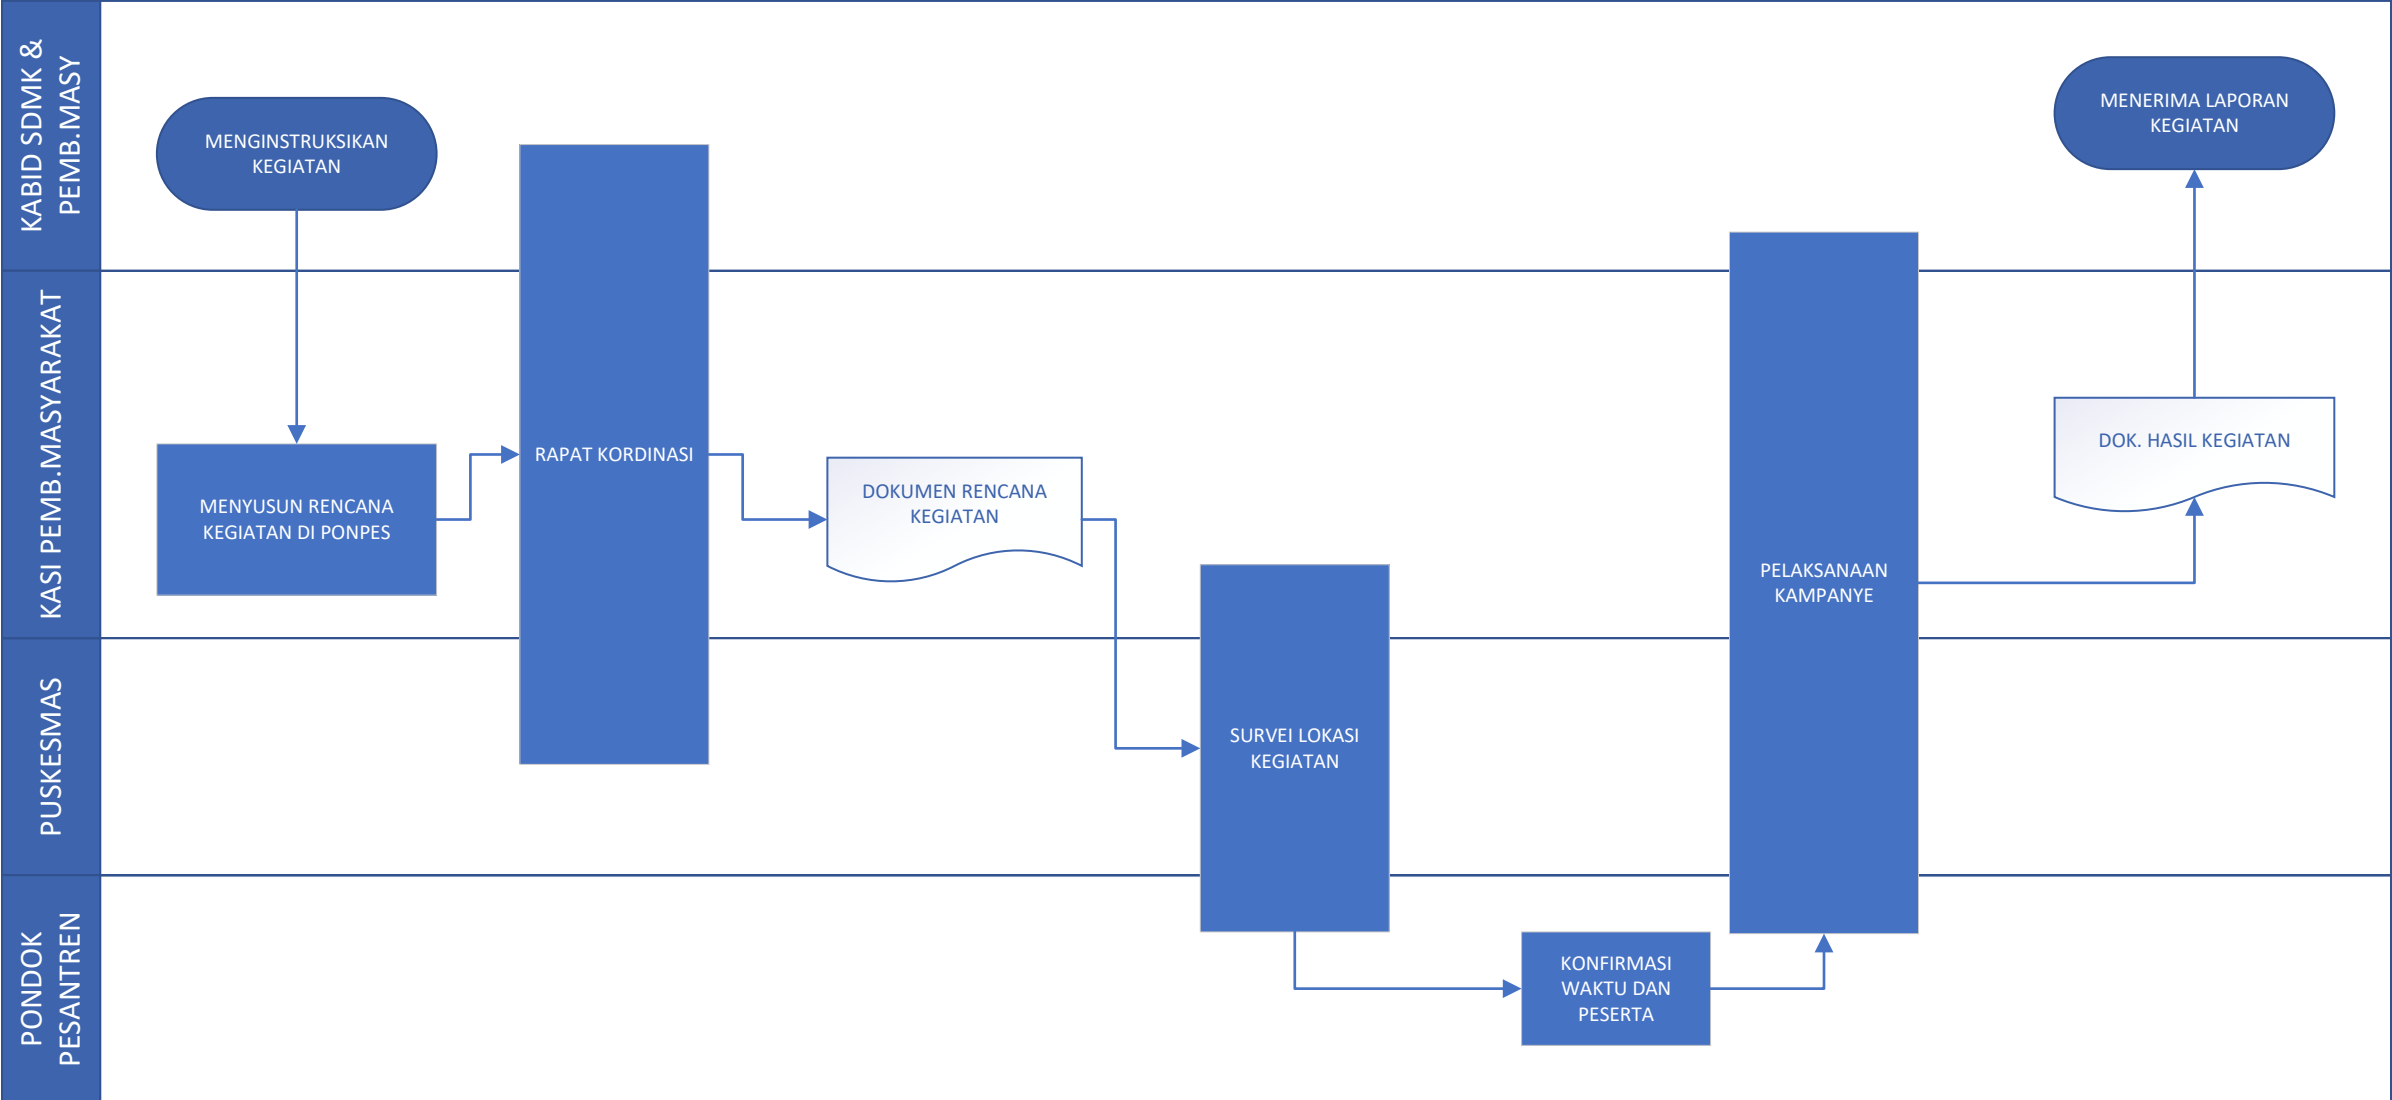 KABID SDMK &
PEMB.MASY
MENGINSTRUKSIKAN
KEGIATAN
MENERIMA LAPORAN
KEGIATAN
KASI PEMB.MASYARAKAT
MENYUSUN RENCANA
KEGIATAN DI PONPES
RAPAT KORDINASI
DOKUMEN RENCANA
KEGIATAN
PELAKSANAAN
KAMPANYE
DOK. HASIL KEGIATAN
PUSKESMAS
SURVEI LOKASI
KEGIATAN
PONDOK
PESANTREN
KONFIRMASI
WAKTU DAN
PESERTA